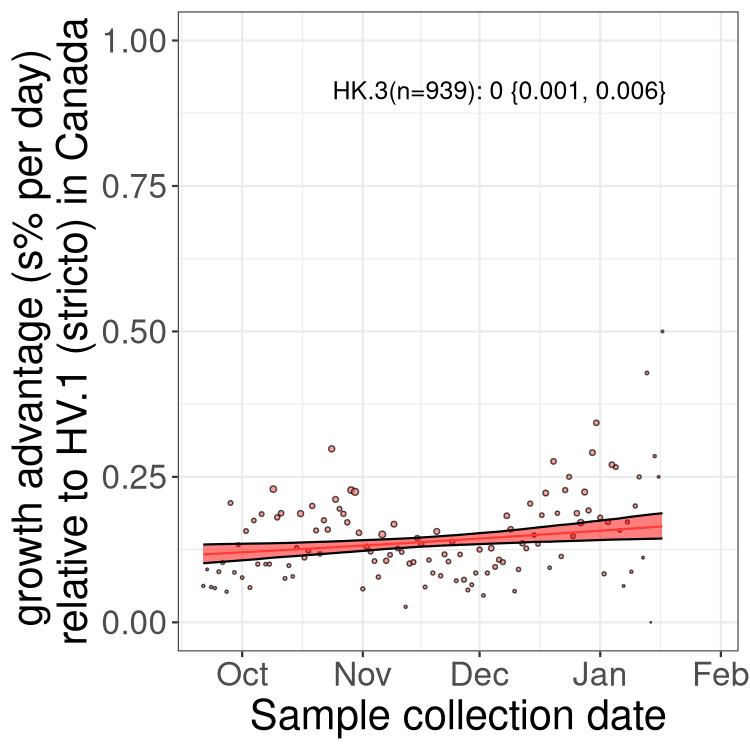 growth advantage (s% per day)
relative to HV.1 (stricto) in Canada
1.00
0.75
0.50
0.25
0.00
HK.3(n=939): 0 {0.001, 0.006}
Oct Nov Dec Jan Feb
Sample collection date